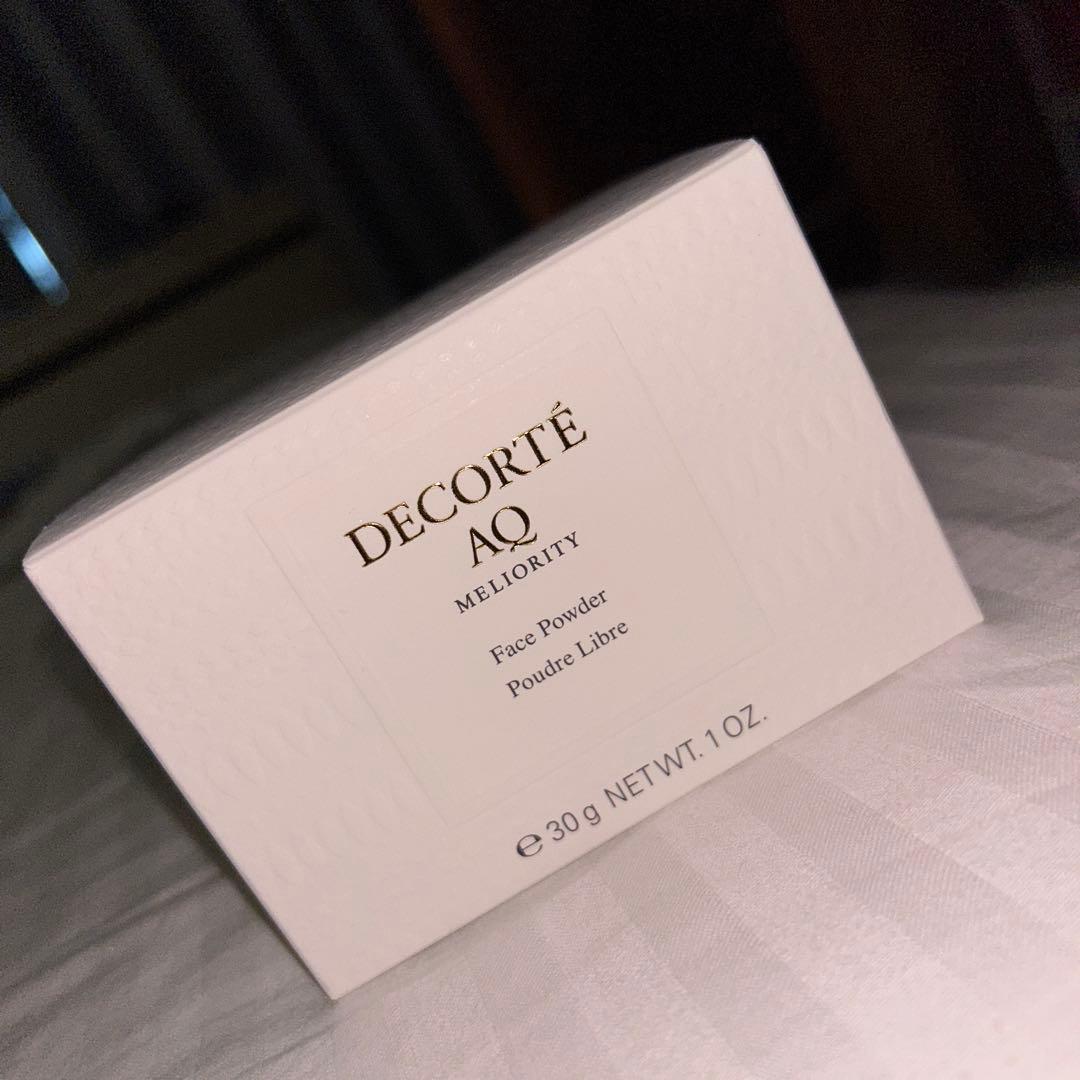 DECORTÉ
AQ
MELIORITY
Face Powder
Poudre Libre
℮ 30 g NET WT. 1 OZ.